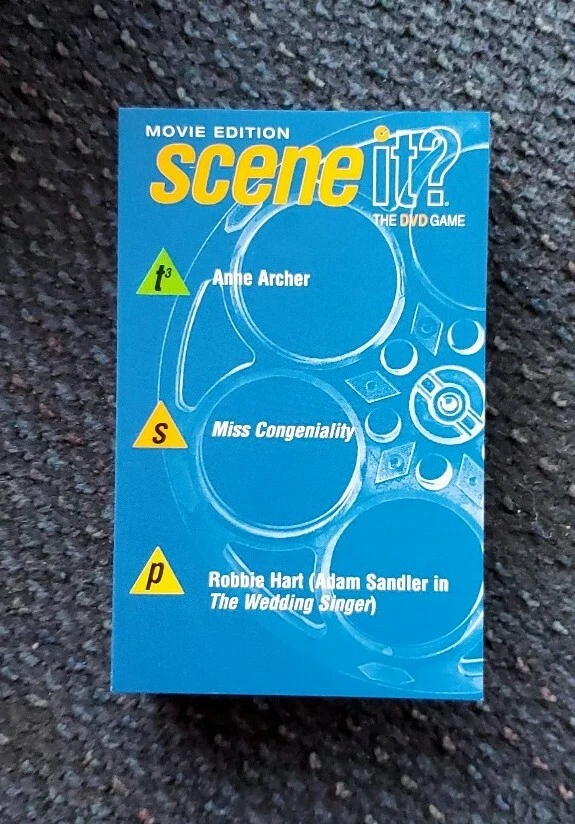 MOVIE EDITION
scene it?
THE DVD GAME
t³ Anne Archer
s Miss Congeniality
p Robbie Hart (Adam Sandler in
The Wedding Singer)